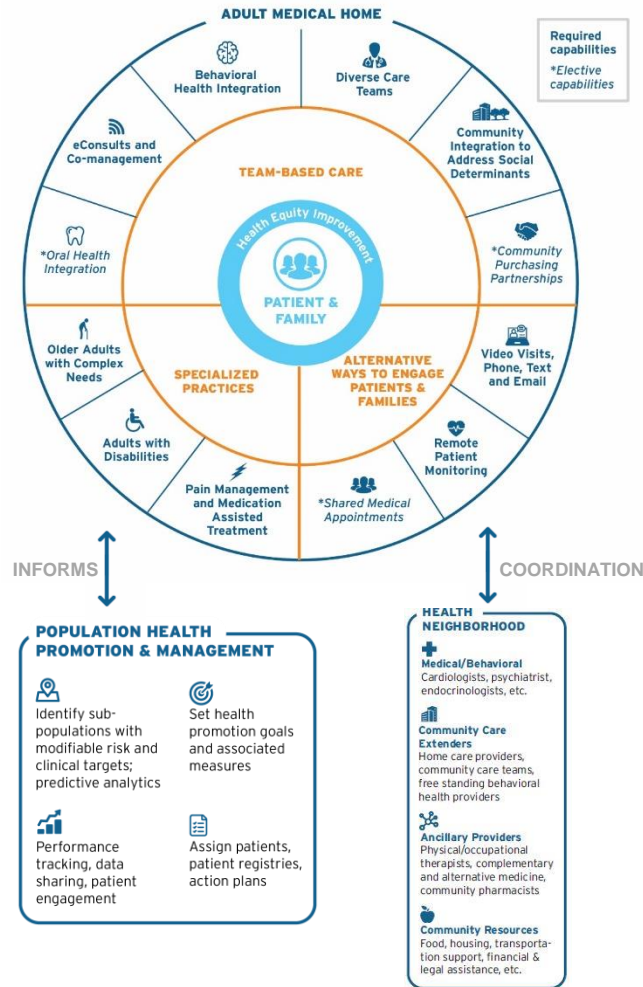 ADULT MEDICAL HOME
Required
capabilities
*Elective
capabilities
Behavioral
Health Integration
Diverse Care
Teams
eConsults and
Co-management
Community
Integration to
Address Social
Determinants
TEAM-BASED CARE
*Oral Health
Integration
Health Equity Improvement
PATIENT &
FAMILY
*Community
Purchasing
Partnerships
Older Adults
with Complex
Needs
SPECIALIZED
PRACTICES
ALTERNATIVE
WAYS TO ENGAGE
PATIENTS &
FAMILIES
Video Visits,
Phone, Text
and Email
Adults with
Disabilities
Remote
Patient
Monitoring
Pain Management
and Medication
Assisted
Treatment
*Shared Medical
Appointments
INFORMS
COORDINATION
POPULATION HEALTH
PROMOTION & MANAGEMENT
Identify sub-
populations with
modifiable risk and
clinical targets;
predictive analytics
Set health
promotion goals
and associated
measures
Performance
tracking, data
sharing, patient
engagement
Assign patients,
patient registries,
action plans
HEALTH
NEIGHBORHOOD
Medical/Behavioral
Cardiologists, psychiatrist,
endocrinologists, etc.
Community Care
Extenders
Home care providers,
community care teams,
free standing behavioral
health providers
Ancillary Providers
Physical/occupational
therapists, complementary
and alternative medicine,
community pharmacists
Community Resources
Food, housing, transporta-
tion support, financial &
legal assistance, etc.